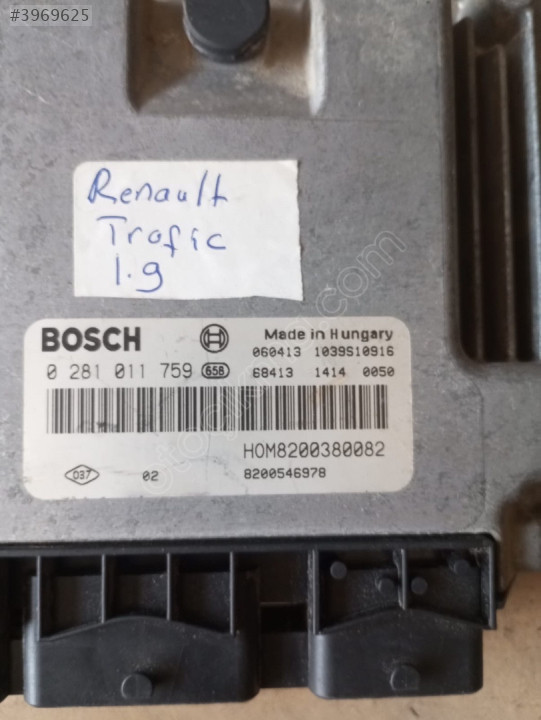 #3969625
Renault
Trafic
1.9
BOSCH
Made in Hungary
060413 1039S10916
0 281 011 759 658
68413 1414 0050
HOM8200380082
037 02 8200546978